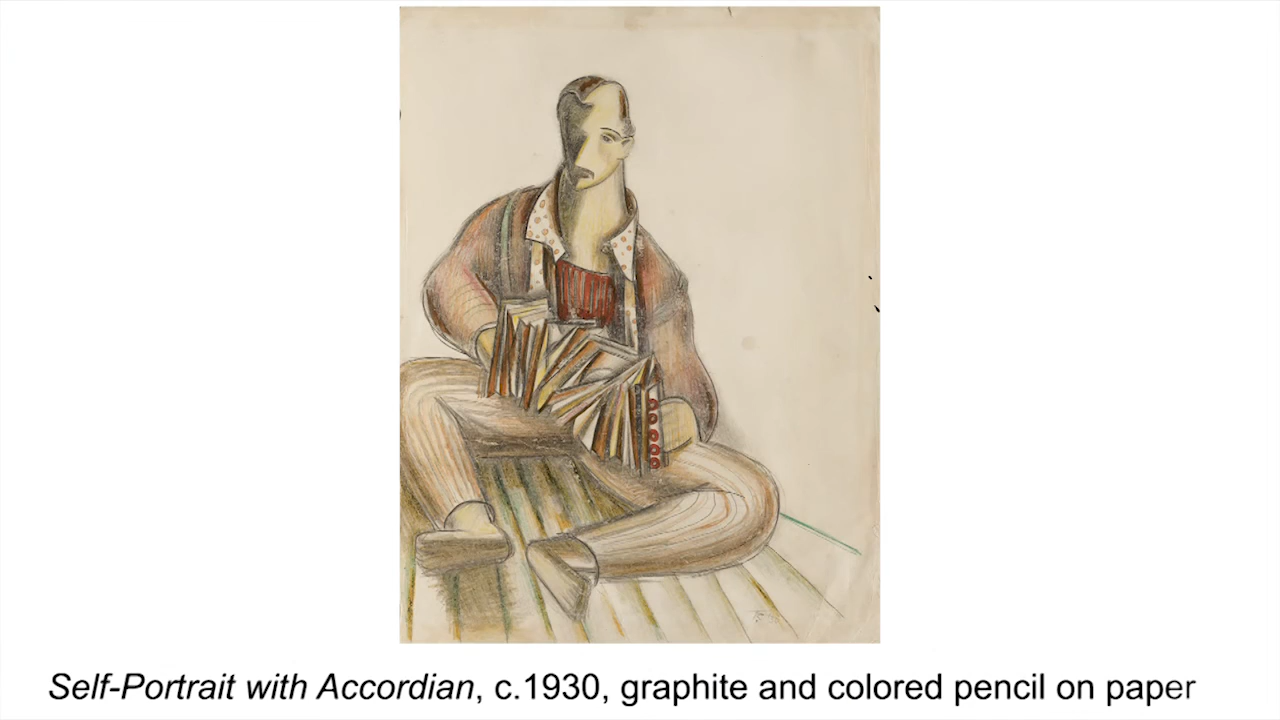 Self-Portrait with Accordian, c.1930, graphite and colored pencil on paper